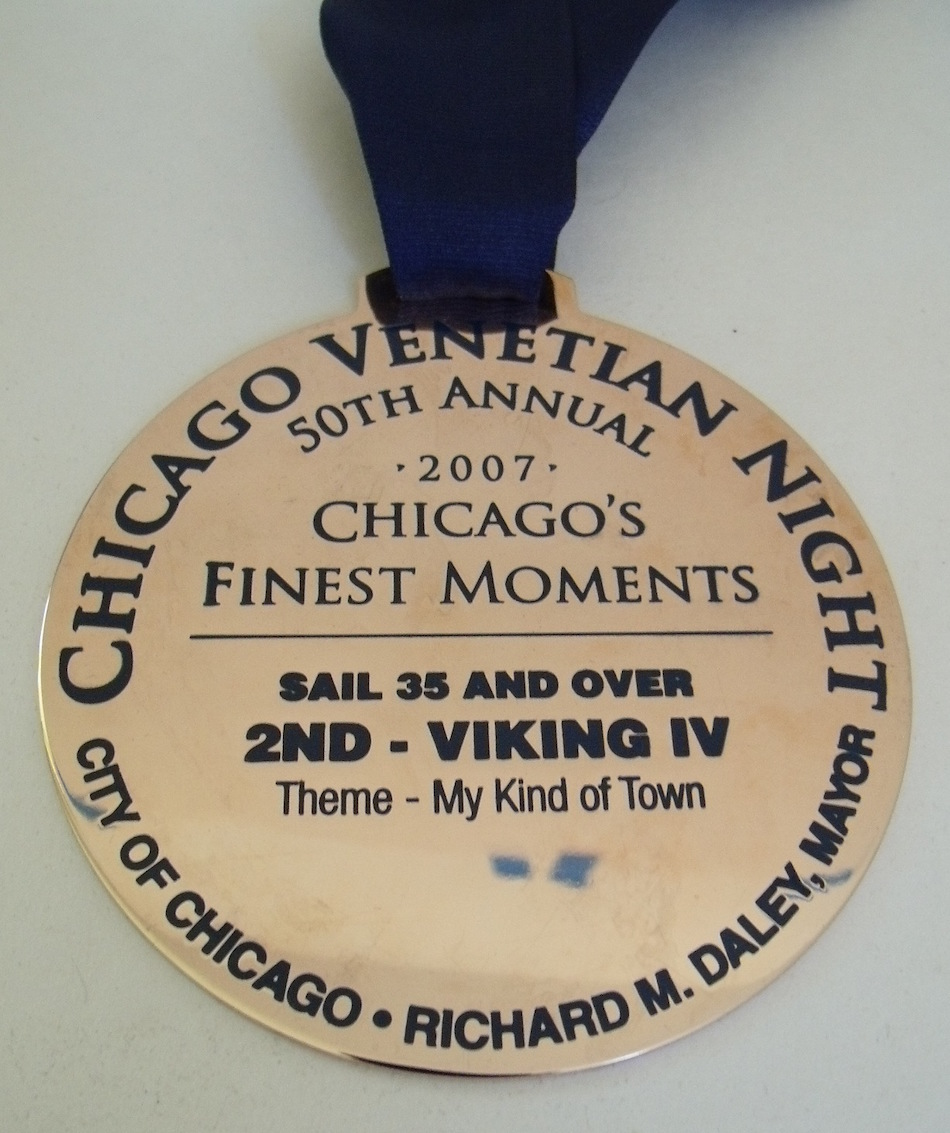 CHICAGO VENETIAN NIGHT
50TH ANNUAL
·2007·
CHICAGO'S
FINEST MOMENTS
SAIL 35 AND OVER
2ND - VIKING IV
Theme - My Kind of Town
CITY OF CHICAGO • RICHARD M. DALEY, MAYOR